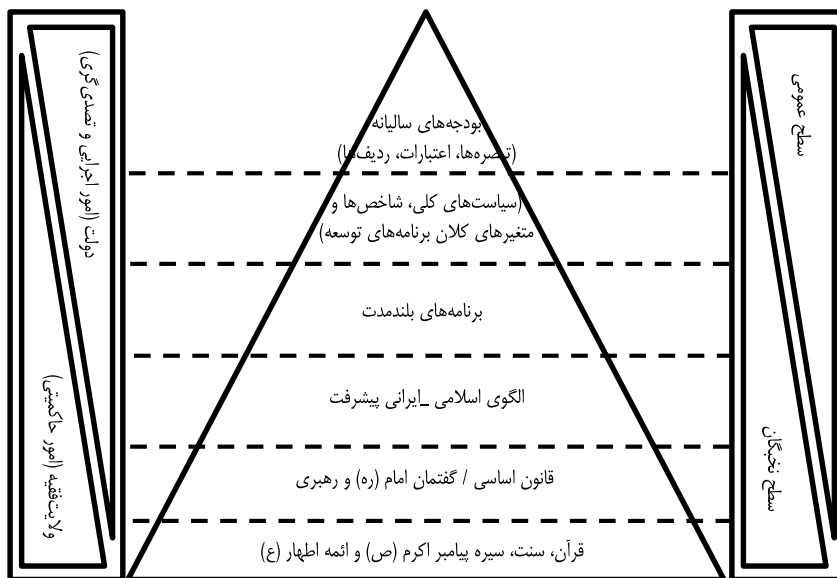 بودجه‌های سالیانه
(تبصره‌ها، اعتبارات، ردیف‌ها)
(سیاست‌های کلی، شاخص‌ها و
متغیرهای کلان برنامه‌های توسعه)
برنامه‌های بلندمدت
الگوی اسلامی _ایرانی پیشرفت
قانون اساسی / گفتمان امام (ره) و رهبری
قرآن، سنت، سیره پیامبر اکرم (ص) و ائمه اطهار (ع)
سطح عمومی
سطح نخبگان
دولت (امور اجرایی و تصدی‌گری)
ولایت‌فقیه (امور حاکمیتی)